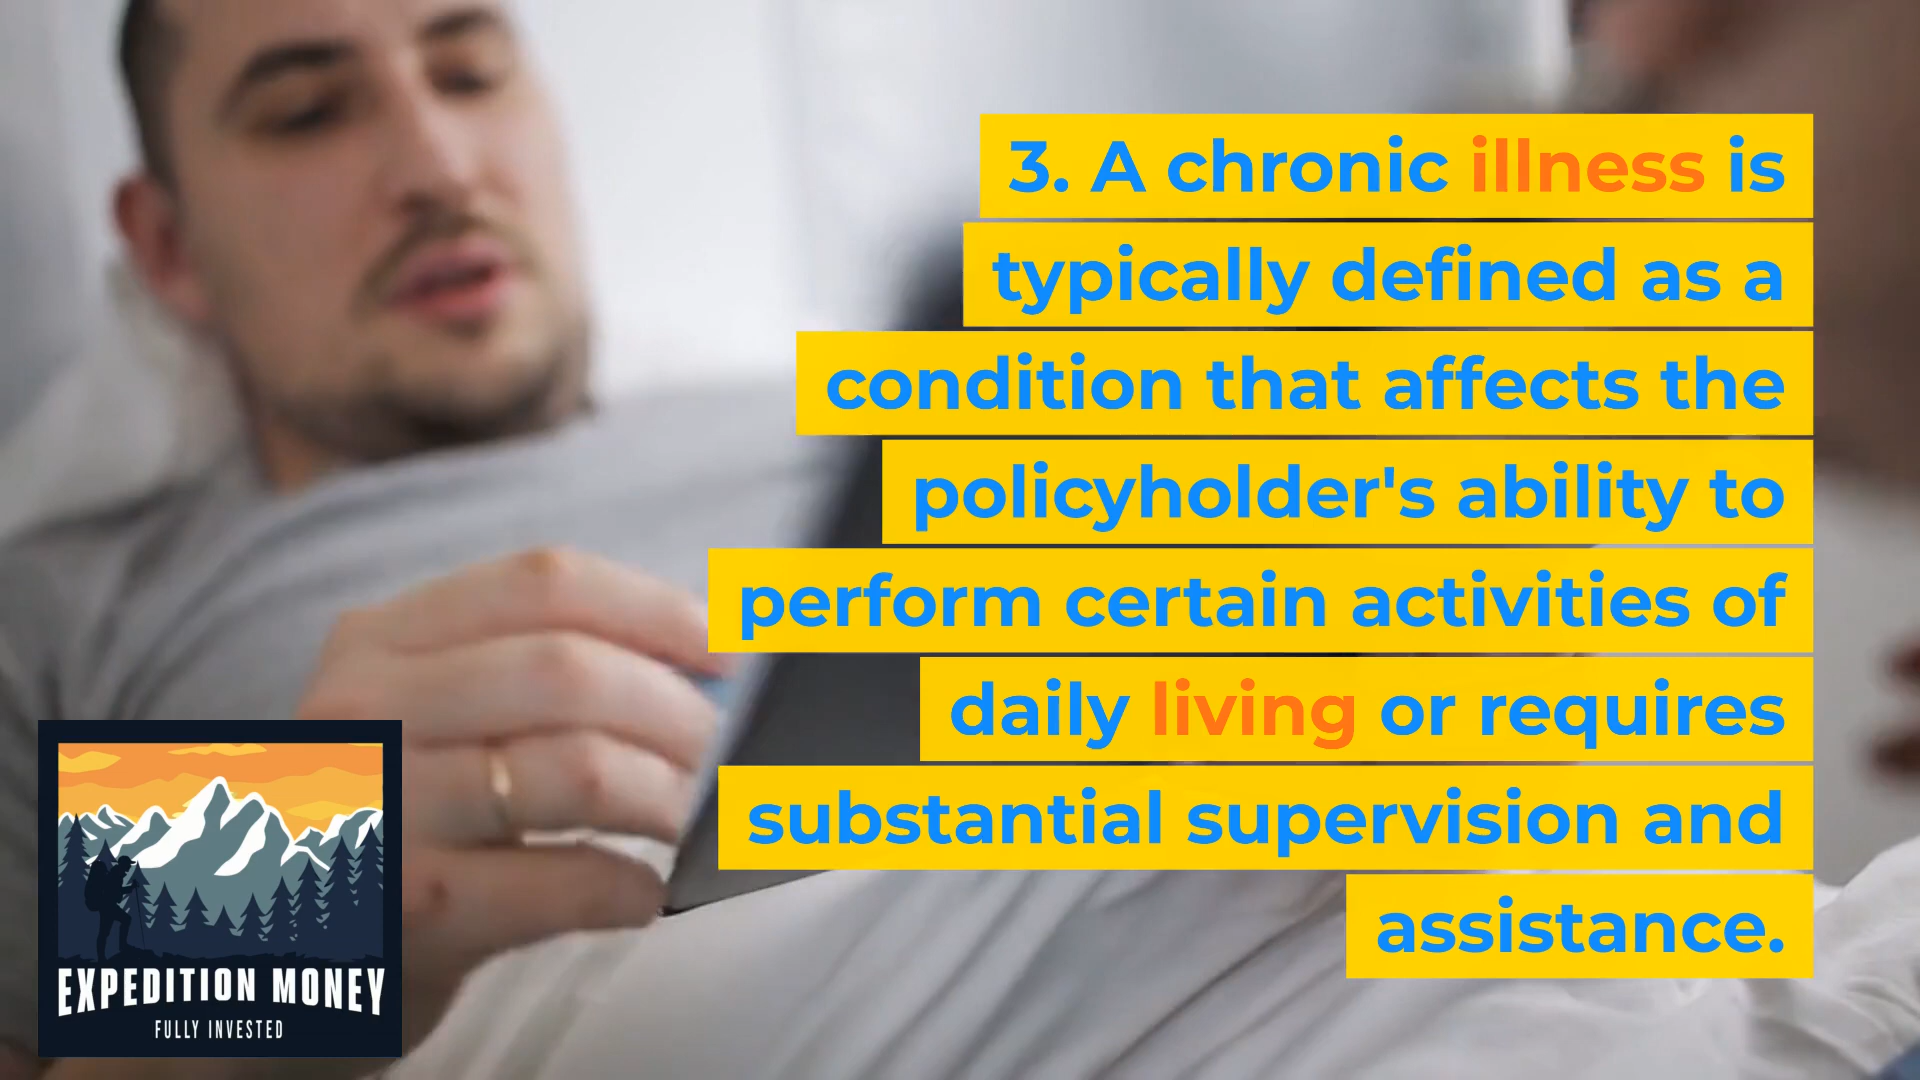 3. A chronic illness is
typically defined as a
condition that affects the
policyholder's ability to
perform certain activities of
daily living or requires
substantial supervision and
assistance.
EXPEDITION MONEY
FULLY INVESTED